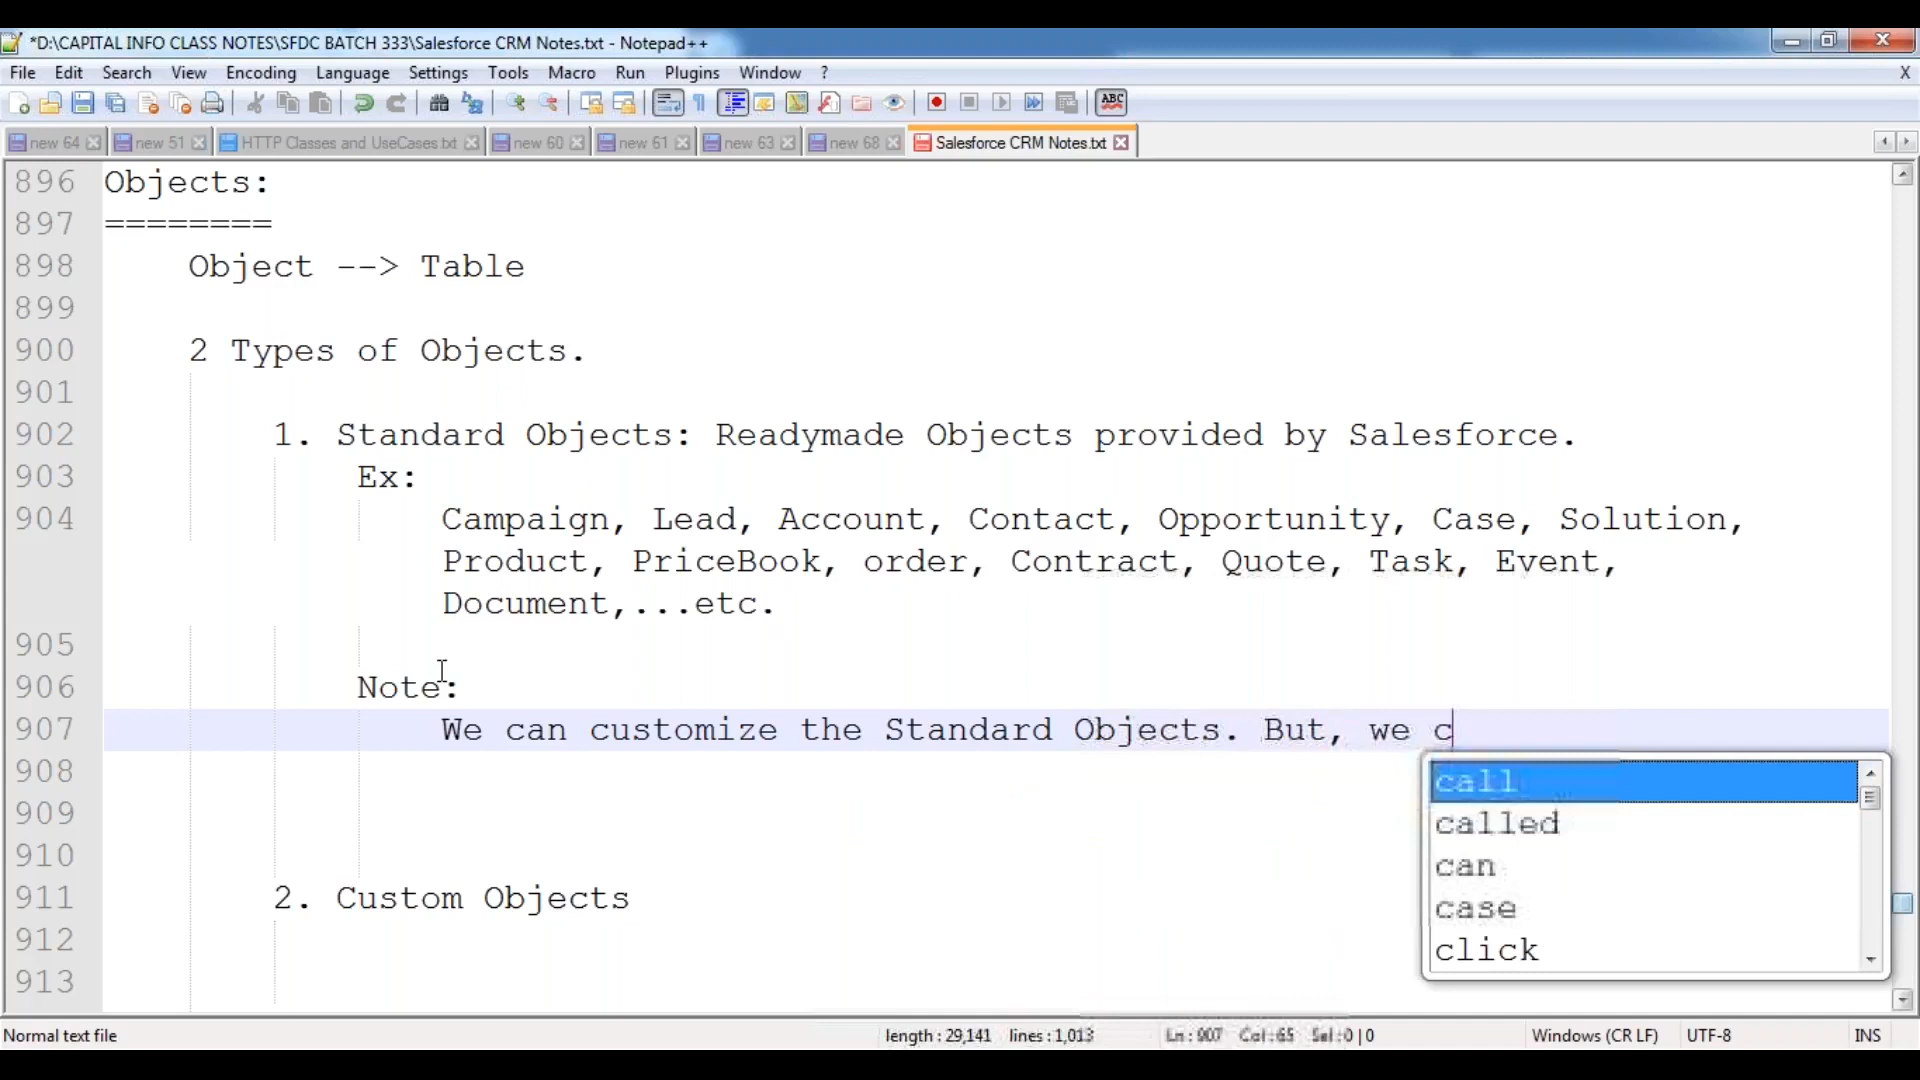 *D:\CAPITAL INFO CLASS NOTES\SFDC BATCH 333\Salesforce CRM Notes.txt - Notepad++
File Edit Search View Encoding Language Settings Tools Macro Run Plugins Window ? X
ABC
new 64 new 51 HTTP Classes and UseCases.txt new 60 new 61 new 63 new 68 Salesforce CRM Notes.txt
896 Objects:
897 ========
898 Object --> Table
899
900 2 Types of Objects.
901
902 1. Standard Objects: Readymade Objects provided by Salesforce.
903 Ex:
904 Campaign, Lead, Account, Contact, Opportunity, Case, Solution,
Product, PriceBook, order, Contract, Quote, Task, Event,
Document,...etc.
905
906 Note:
907 We can customize the Standard Objects. But, we c
908 call
909 called
910 can
911 2. Custom Objects case
912 click
913
Normal text file length : 29,141 lines : 1,013 Ln : 907 Col : 65 Sel : 0 | 0 Windows (CR LF) UTF-8 INS